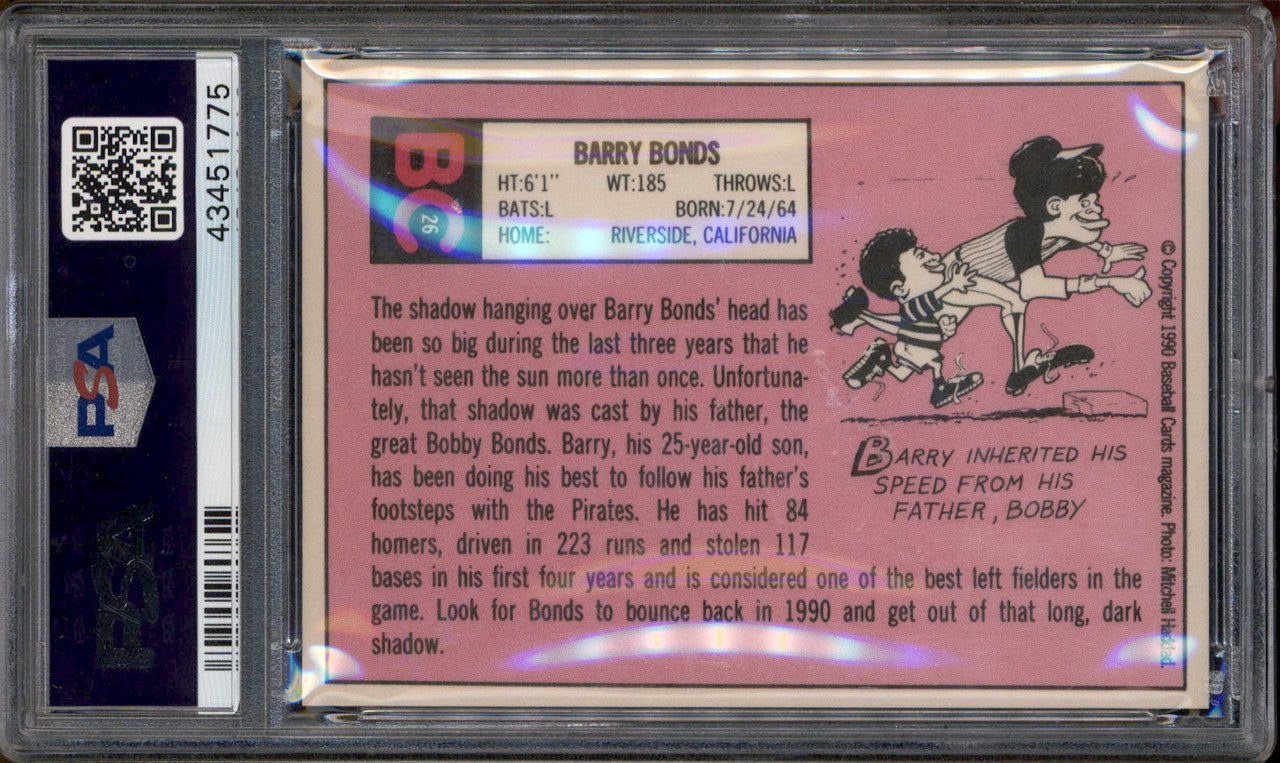 43451775
PSA
BC
26
BARRY BONDS
HT:6'1" WT:185 THROWS:L
BATS:L BORN:7/24/64
HOME: RIVERSIDE, CALIFORNIA
The shadow hanging over Barry Bonds' head has
been so big during the last three years that he
hasn't seen the sun more than once. Unfortuna-
tely, that shadow was cast by his father, the
great Bobby Bonds. Barry, his 25-year-old son,
has been doing his best to follow his father's
footsteps with the Pirates. He has hit 84
homers, driven in 223 runs and stolen 117
bases in his first four years and is considered one of the best left fielders in the
game. Look for Bonds to bounce back in 1990 and get out of that long, dark
shadow.
BARRY INHERITED HIS
SPEED FROM HIS
FATHER, BOBBY
© Copyright 1990 Baseball Cards magazine. Photo: Mitchell Haddad.
PSA